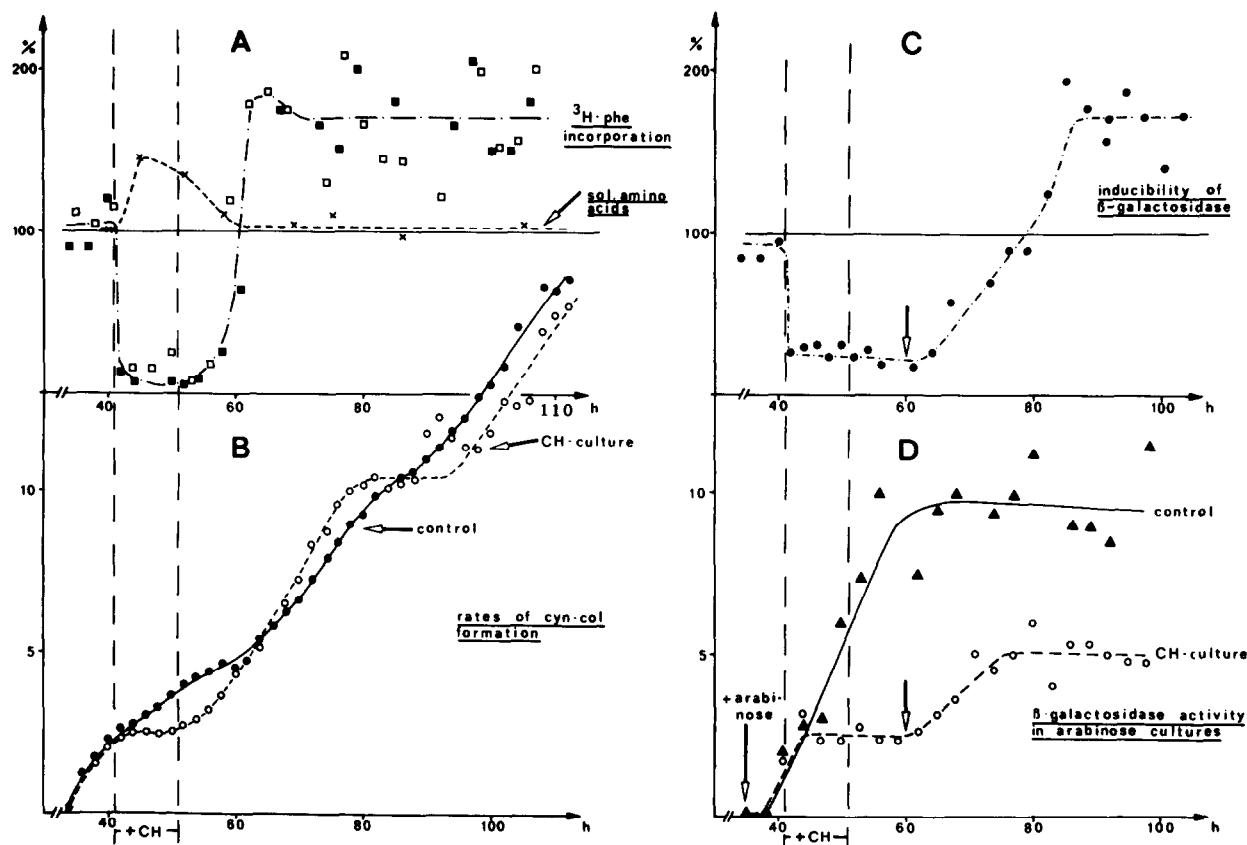 A
%
200
100
³H·phe
incorporation
sol. amino
acids
40
60
80
110
h
B
10
5
CH·culture
control
rates of cyn·col
formation
40
60
80
100
h
+CH
C
%
200
100
inducibility of
β-galactosidase
40
60
80
100
h
D
10
5
control
CH·culture
+arabi-
nose
β·galactosidase activity
in arabinose cultures
40
60
80
100
h
+CH